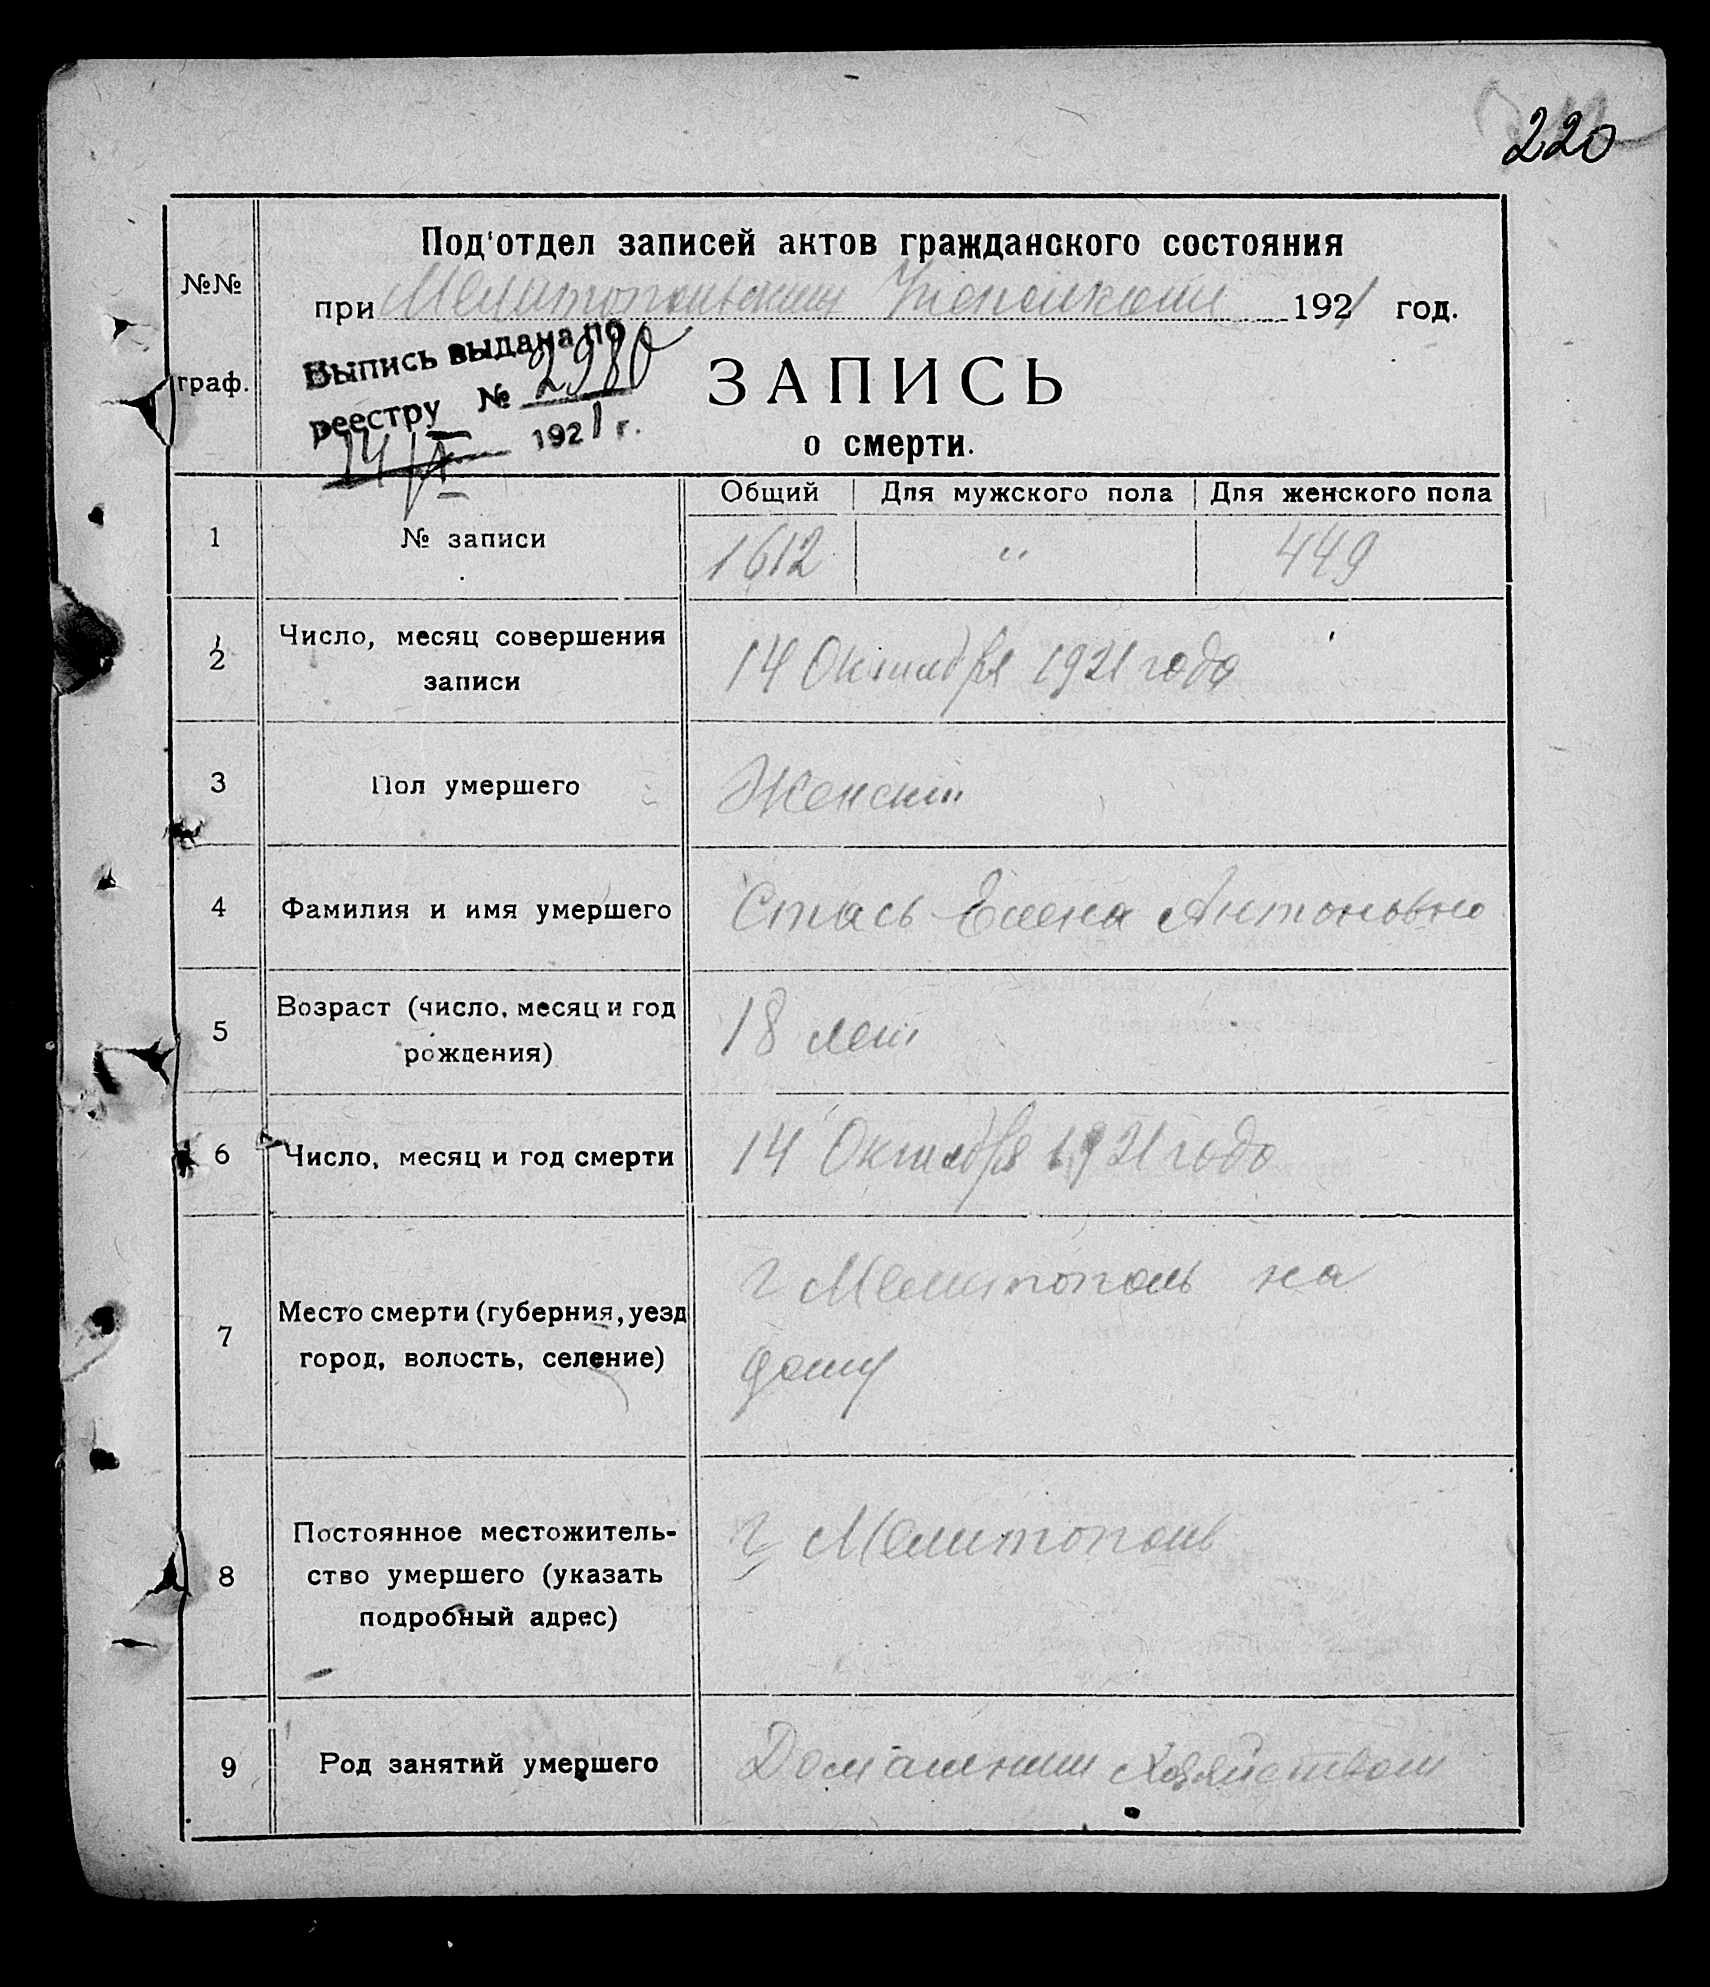 220
Под'отдел записей актов гражданского состояния
№№
граф.
при Мелитопольском Уисполкоме 1921 год.
Выпись выдана по
реестру № 2980
14/X 1921 г.
ЗАПИСЬ
о смерти.
Общий Для мужского пола Для женского пола
1 № записи 1612 " 449
2 Число, месяц совершения
записи
14 Октября 1921 года
3 Пол умершего Женский
4 Фамилия и имя умершего Стась Елена Антоновна
5 Возраст (число, месяц и год
рождения)
18 лет
6 Число, месяц и год смерти 14 Октября 1921 года
7 Место смерти (губерния, уезд
город, волость, селение)
г Мелитополь на
дому
8 Постоянное местожитель-
ство умершего (указать
подробный адрес)
г. Мелитополь
9 Род занятий умершего Домашним хозяйством